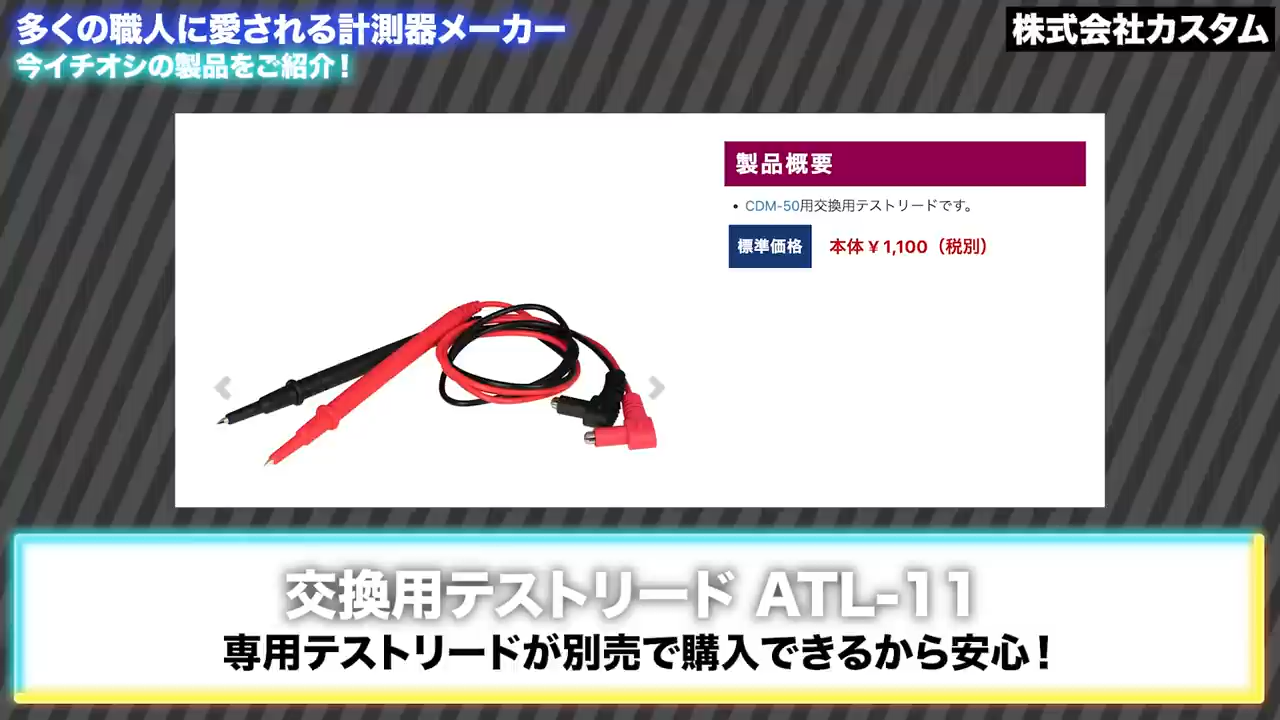 多くの職人に愛される計測器メーカー
今イチオシの製品をご紹介！
株式会社カスタム
製品概要
• CDM-50用交換用テストリードです。
標準価格
本体￥1,100（税別）
交換用テストリード ATL-11
専用テストリードが別売で購入できるから安心！